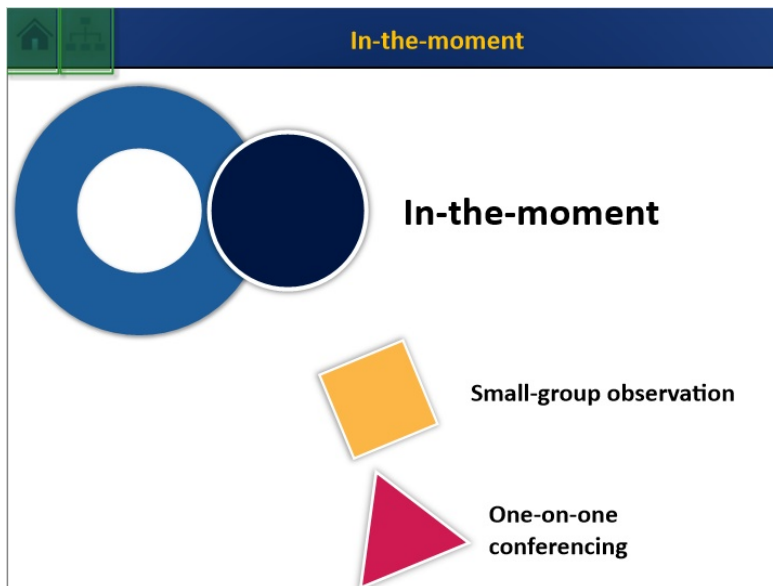 In-the-moment
In-the-moment
Small-group observation
One-on-one
conferencing